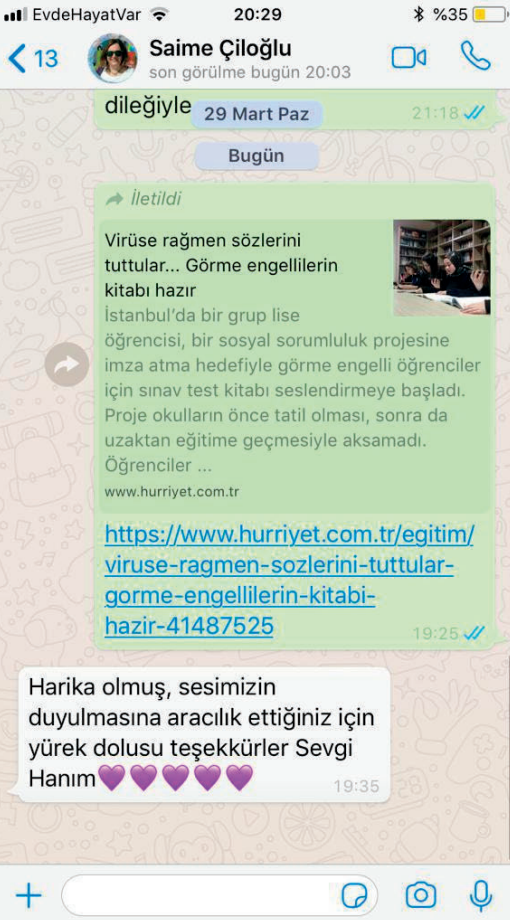 EvdeHayatVar 20:29 %35
13 Saime Çiloğlu
son görülme bugün 20:03
dileğiyle 21:18
29 Mart Paz
Bugün
İletildi
Virüse rağmen sözlerini
tuttular... Görme engellilerin
kitabı hazır
İstanbul'da bir grup lise
öğrencisi, bir sosyal sorumluluk projesine
imza atma hedefiyle görme engelli öğrenciler
için sınav test kitabı seslendirmeye başladı.
Proje okulların önce tatil olması, sonra da
uzaktan eğitime geçmesiyle aksamadı.
Öğrenciler ...
www.hurriyet.com.tr
https://www.hurriyet.com.tr/egitim/
viruse-ragmen-sozlerini-tuttular-
gorme-engellilerin-kitabi-
hazir-41487525
19:25
Harika olmuş, sesimizin
duyulmasına aracılık ettiğiniz için
yürek dolusu teşekkürler Sevgi
Hanım💜💜💜💜💜
19:35